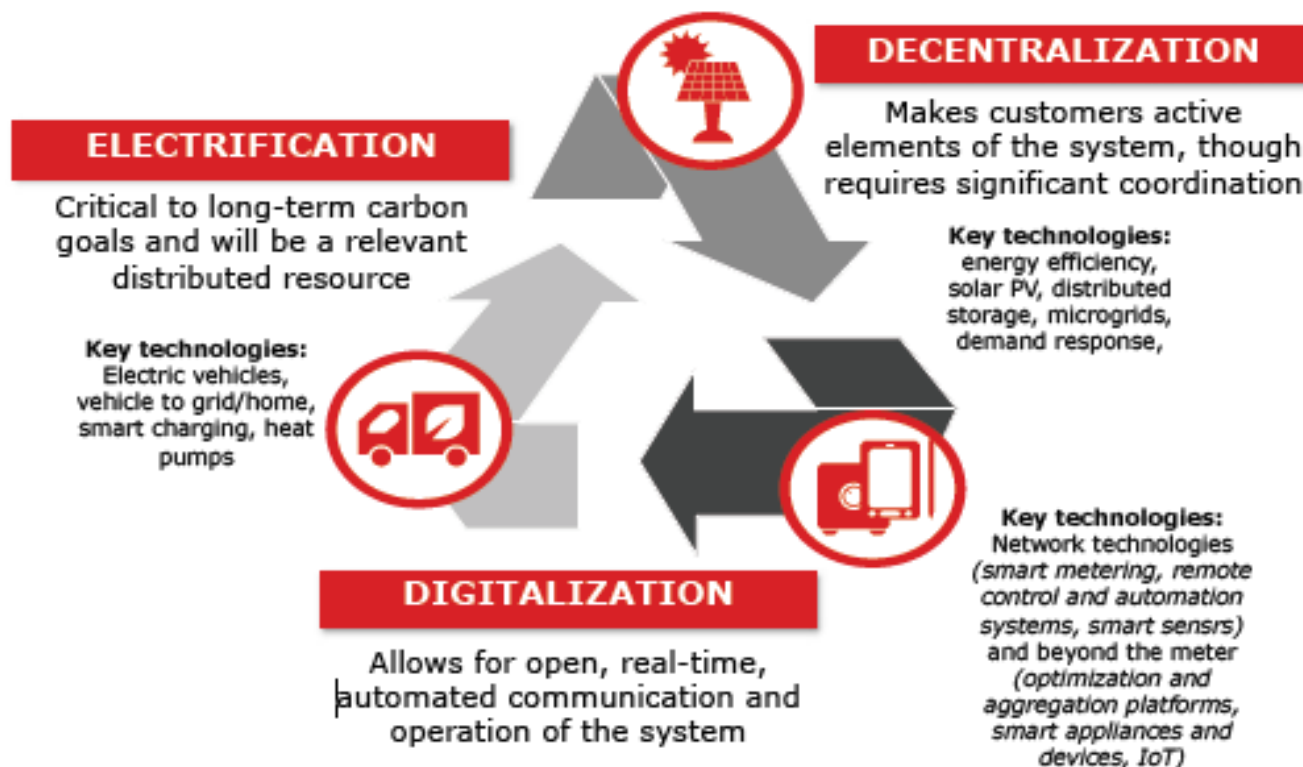 ELECTRIFICATION
Critical to long-term carbon
goals and will be a relevant
distributed resource
Key technologies:
Electric vehicles,
vehicle to grid/home,
smart charging, heat
pumps
DECENTRALIZATION
Makes customers active
elements of the system, though
requires significant coordination
Key technologies:
energy efficiency,
solar PV, distributed
storage, microgrids,
demand response,
DIGITALIZATION
Allows for open, real-time,
automated communication and
operation of the system
Key technologies:
Network technologies
(smart metering, remote
control and automation
systems, smart sensrs)
and beyond the meter
(optimization and
aggregation platforms,
smart appliances and
devices, IoT)